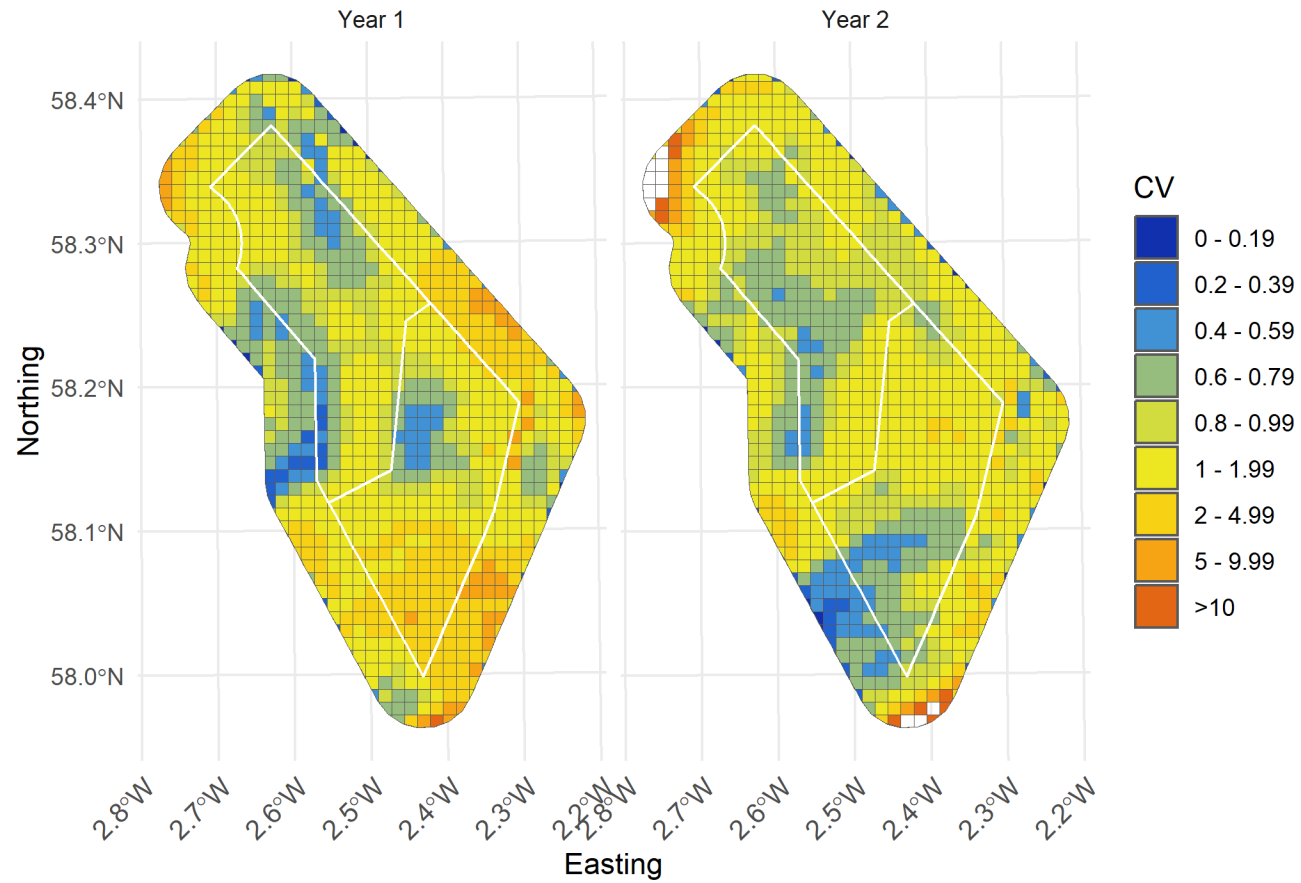 Year 1
Year 2
58.4°N
58.3°N
58.2°N
58.1°N
58.0°N
Northing
2.8°W
2.7°W
2.6°W
2.5°W
2.4°W
2.3°W
2.2°W
2.8°W
2.7°W
2.6°W
2.5°W
2.4°W
2.3°W
2.2°W
Easting
CV
0 - 0.19
0.2 - 0.39
0.4 - 0.59
0.6 - 0.79
0.8 - 0.99
1 - 1.99
2 - 4.99
5 - 9.99
>10